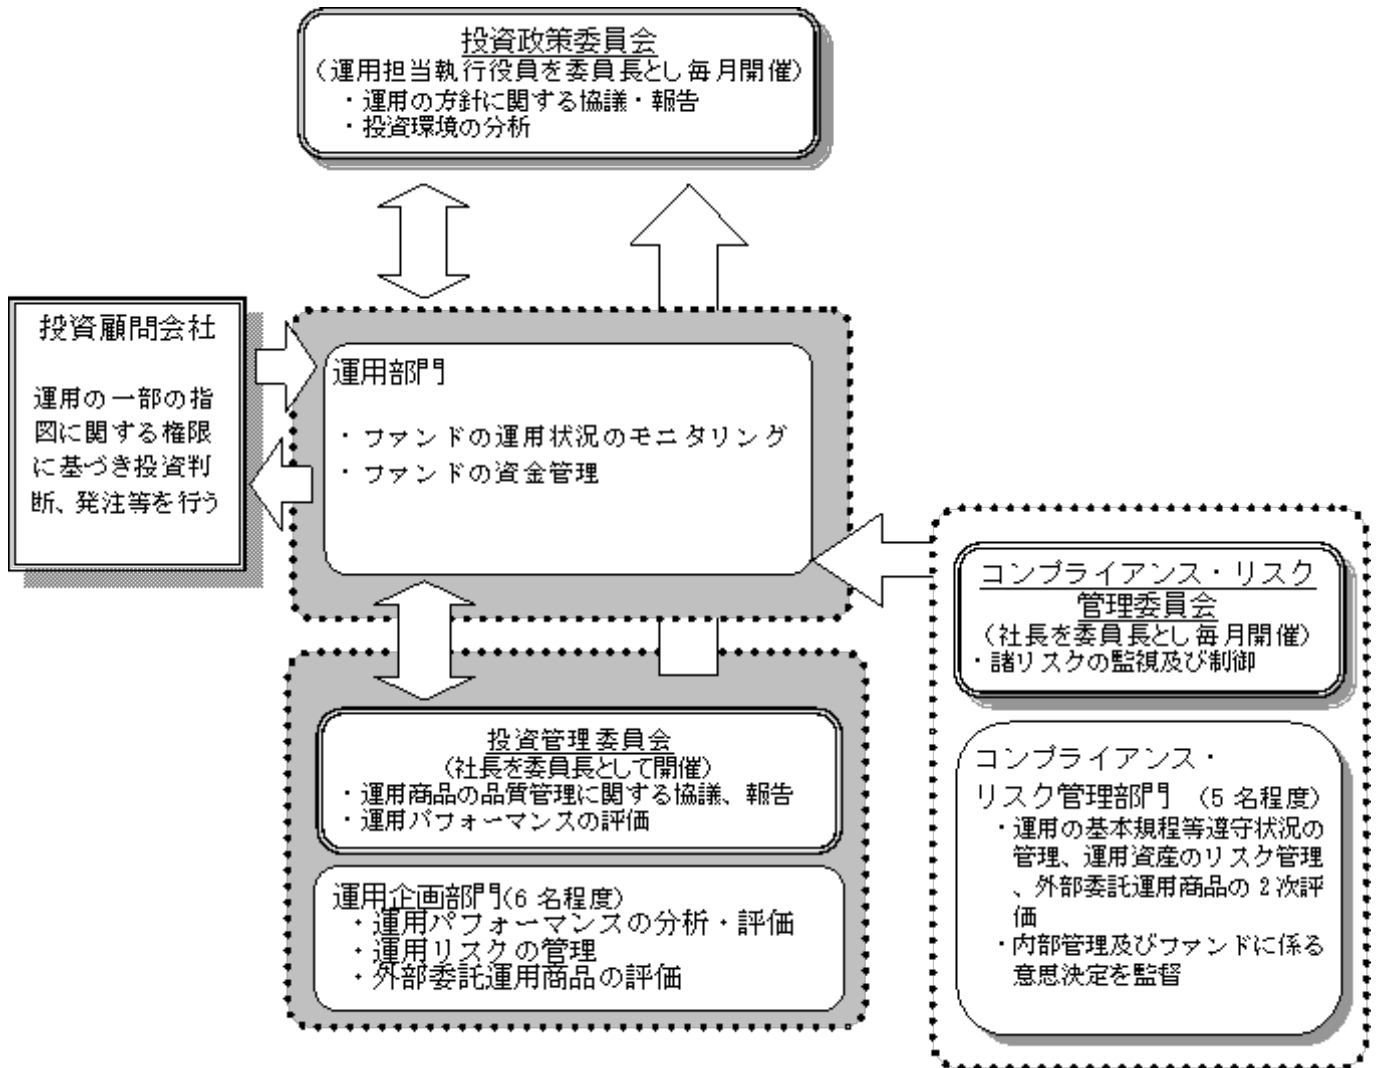 投資政策委員会
（運用担当執行役員を委員長とし毎月開催）
・運用の方針に関する協議・報告
・投資環境の分析
投資顧問会社
運用の一部の指
図に関する権限
に基づき投資判
断、発注等を行う
運用部門
・ファンドの運用状況のモニタリング
・ファンドの資金管理
コンプライアンス・リスク
管理委員会
（社長を委員長とし毎月開催）
・諸リスクの監視及び制御
投資管理委員会
（社長を委員長として開催）
・運用商品の品質管理に関する協議、報告
・運用パフォーマンスの評価
運用企画部門（6 名程度）
・運用パフォーマンスの分析・評価
・運用リスクの管理
・外部委託運用商品の評価
コンプライアンス・
リスク管理部門　（5 名程度）
・運用の基本規程等遵守状況の
管理、運用資産のリスク管理
、外部委託運用商品の 2 次評
価
・内部管理及びファンドに係る
意思決定を監督